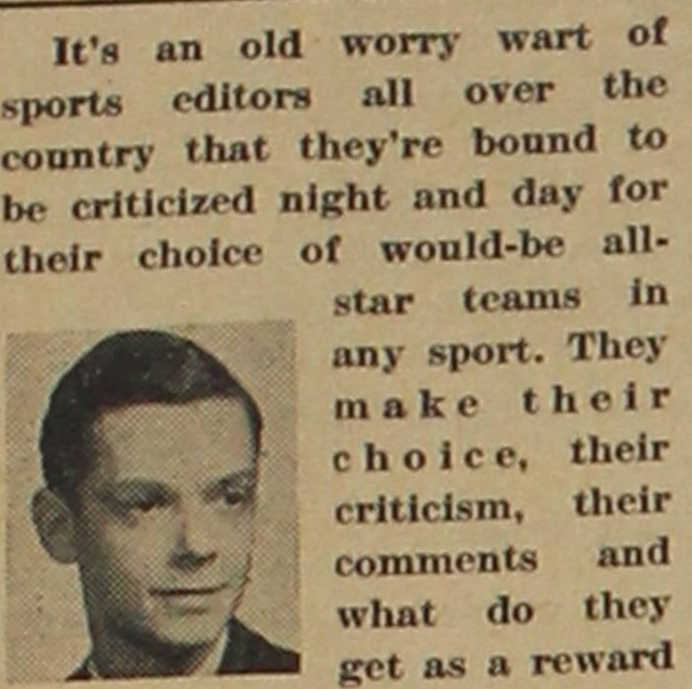 It's an old worry wart of
sports editors all over the
country that they're bound to
be criticized night and day for
their choice of would-be all-
star teams in
any sport. They
make their
choice, their
criticism, their
comments and
what do they
get as a reward